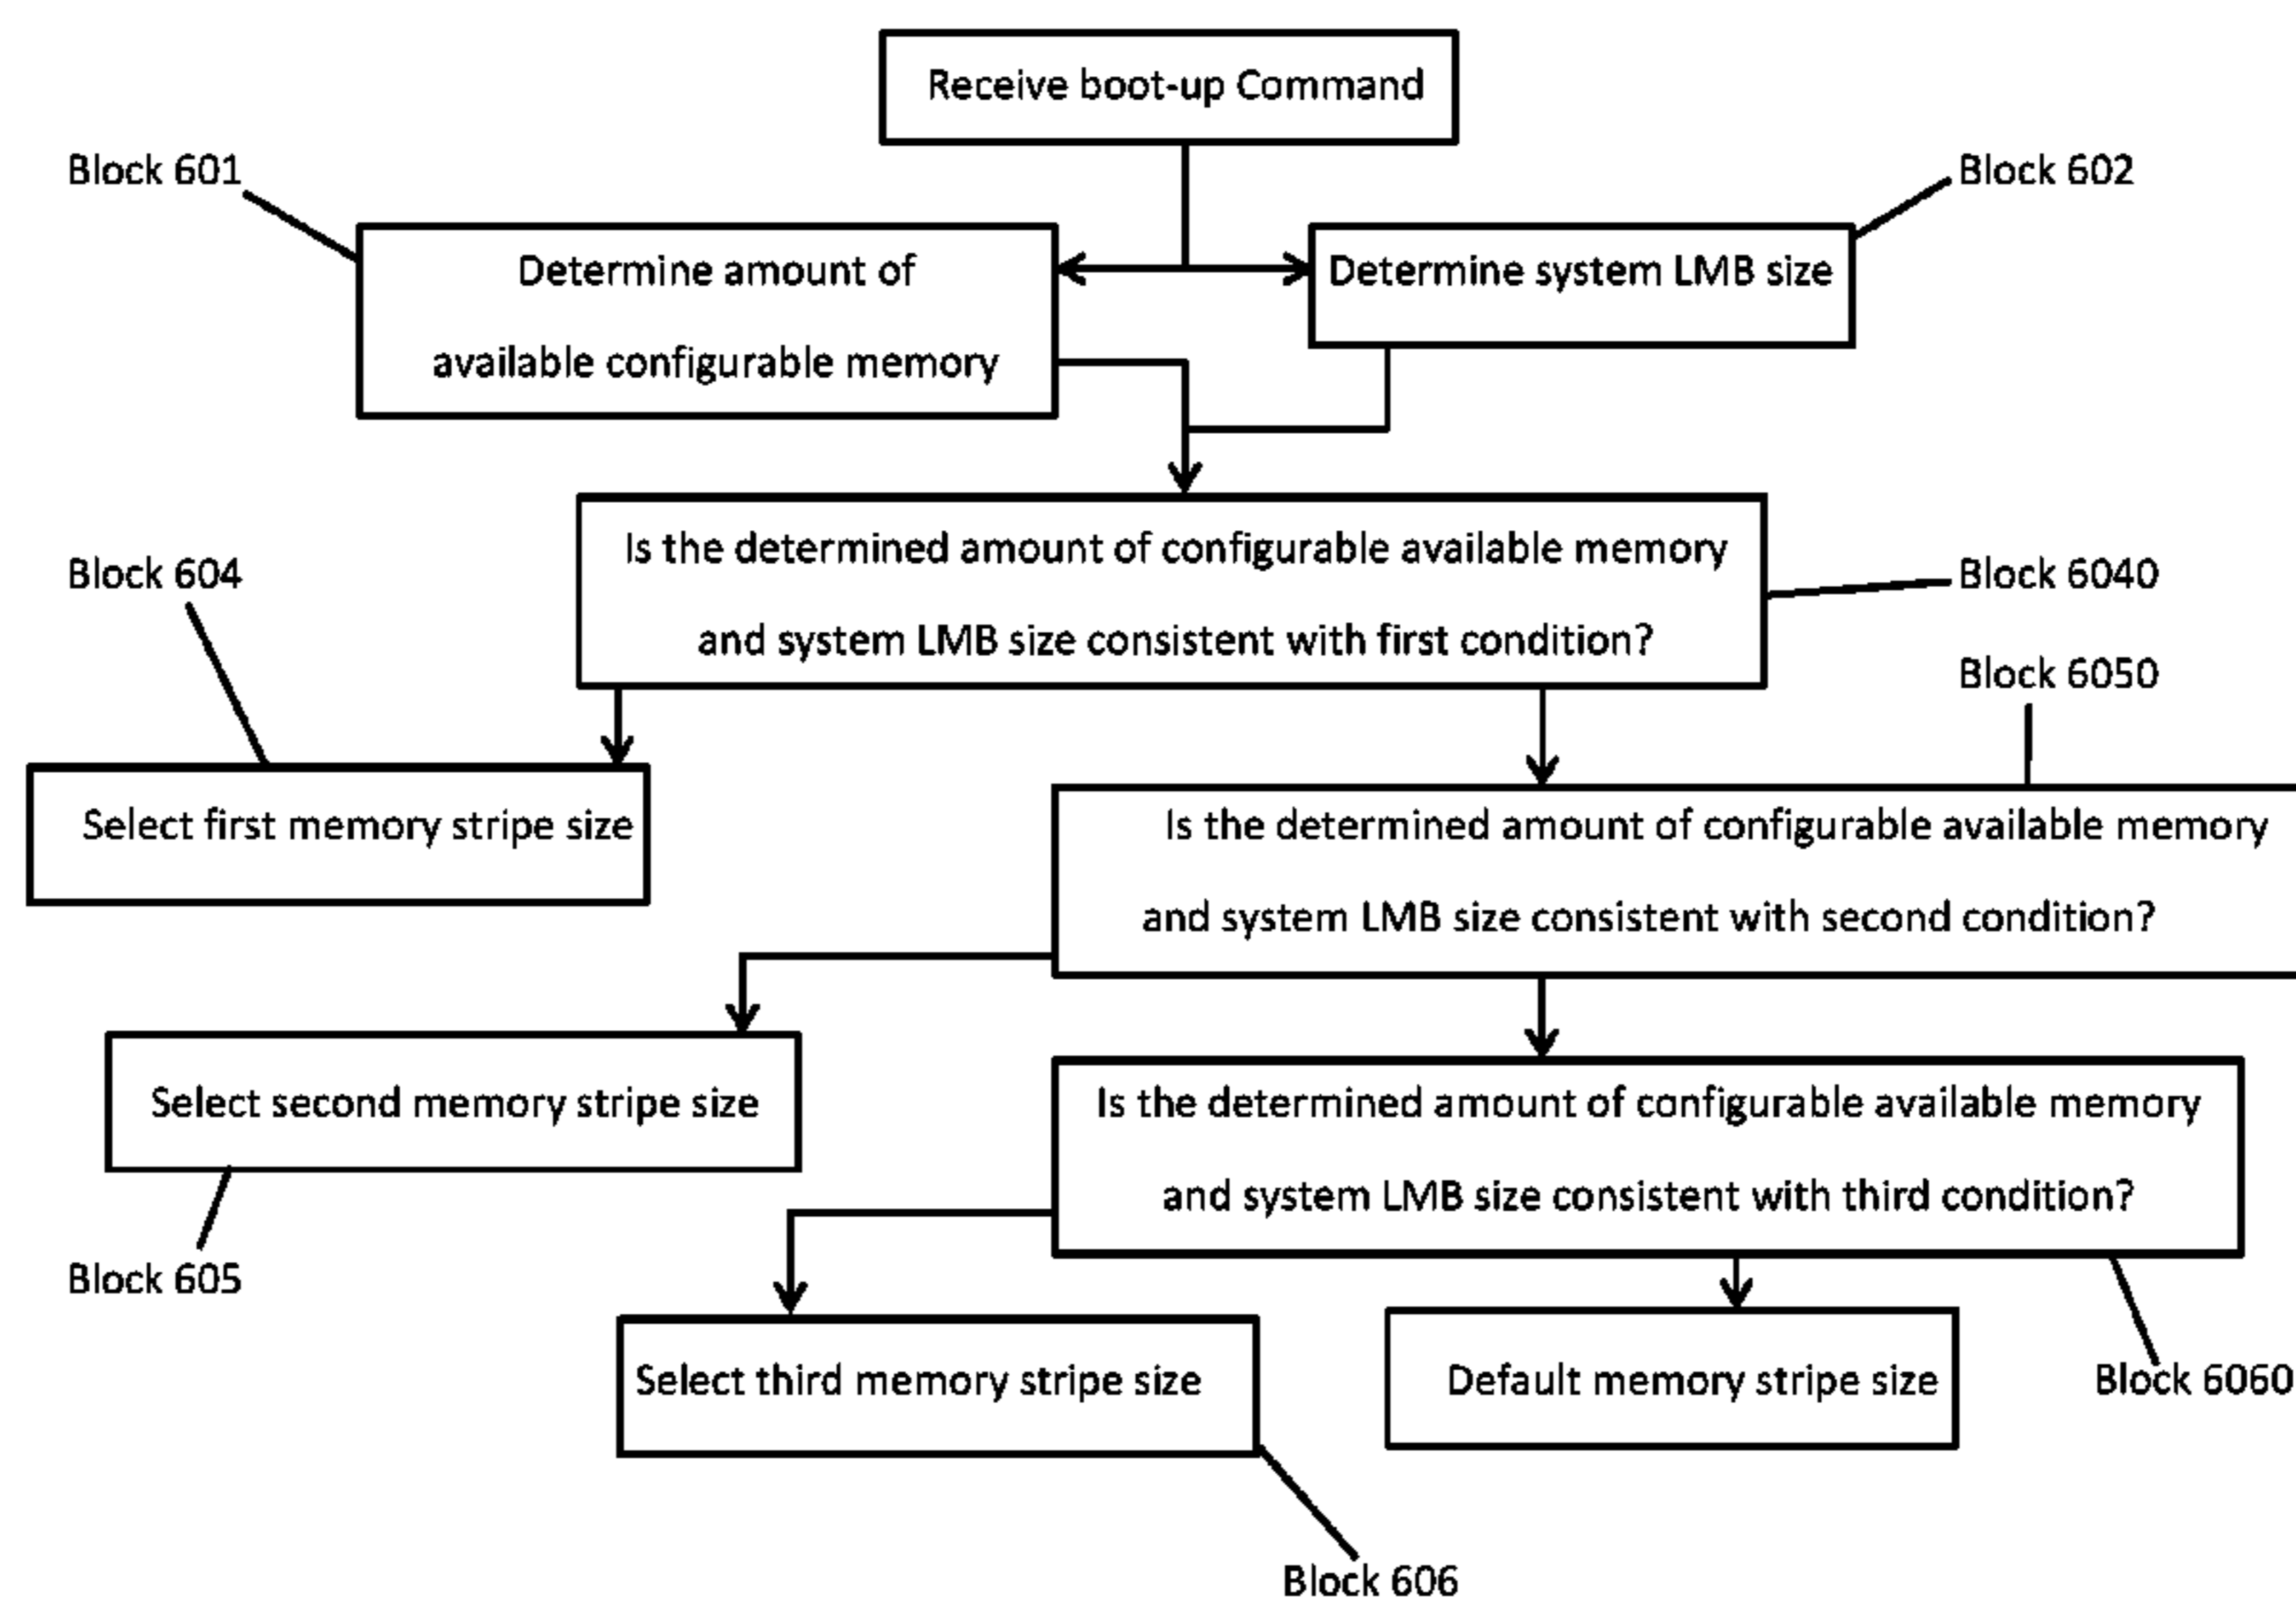 Receive boot-up Command
Block 601
Block 602
Determine amount of
available configurable memory
Determine system LMB size
Is the determined amount of configurable available memory
and system LMB size consistent with first condition?
Block 604
Block 6040
Block 6050
Select first memory stripe size
Is the determined amount of configurable available memory
and system LMB size consistent with second condition?
Select second memory stripe size
Is the determined amount of configurable available memory
and system LMB size consistent with third condition?
Block 605
Select third memory stripe size
Default memory stripe size
Block 6060
Block 606